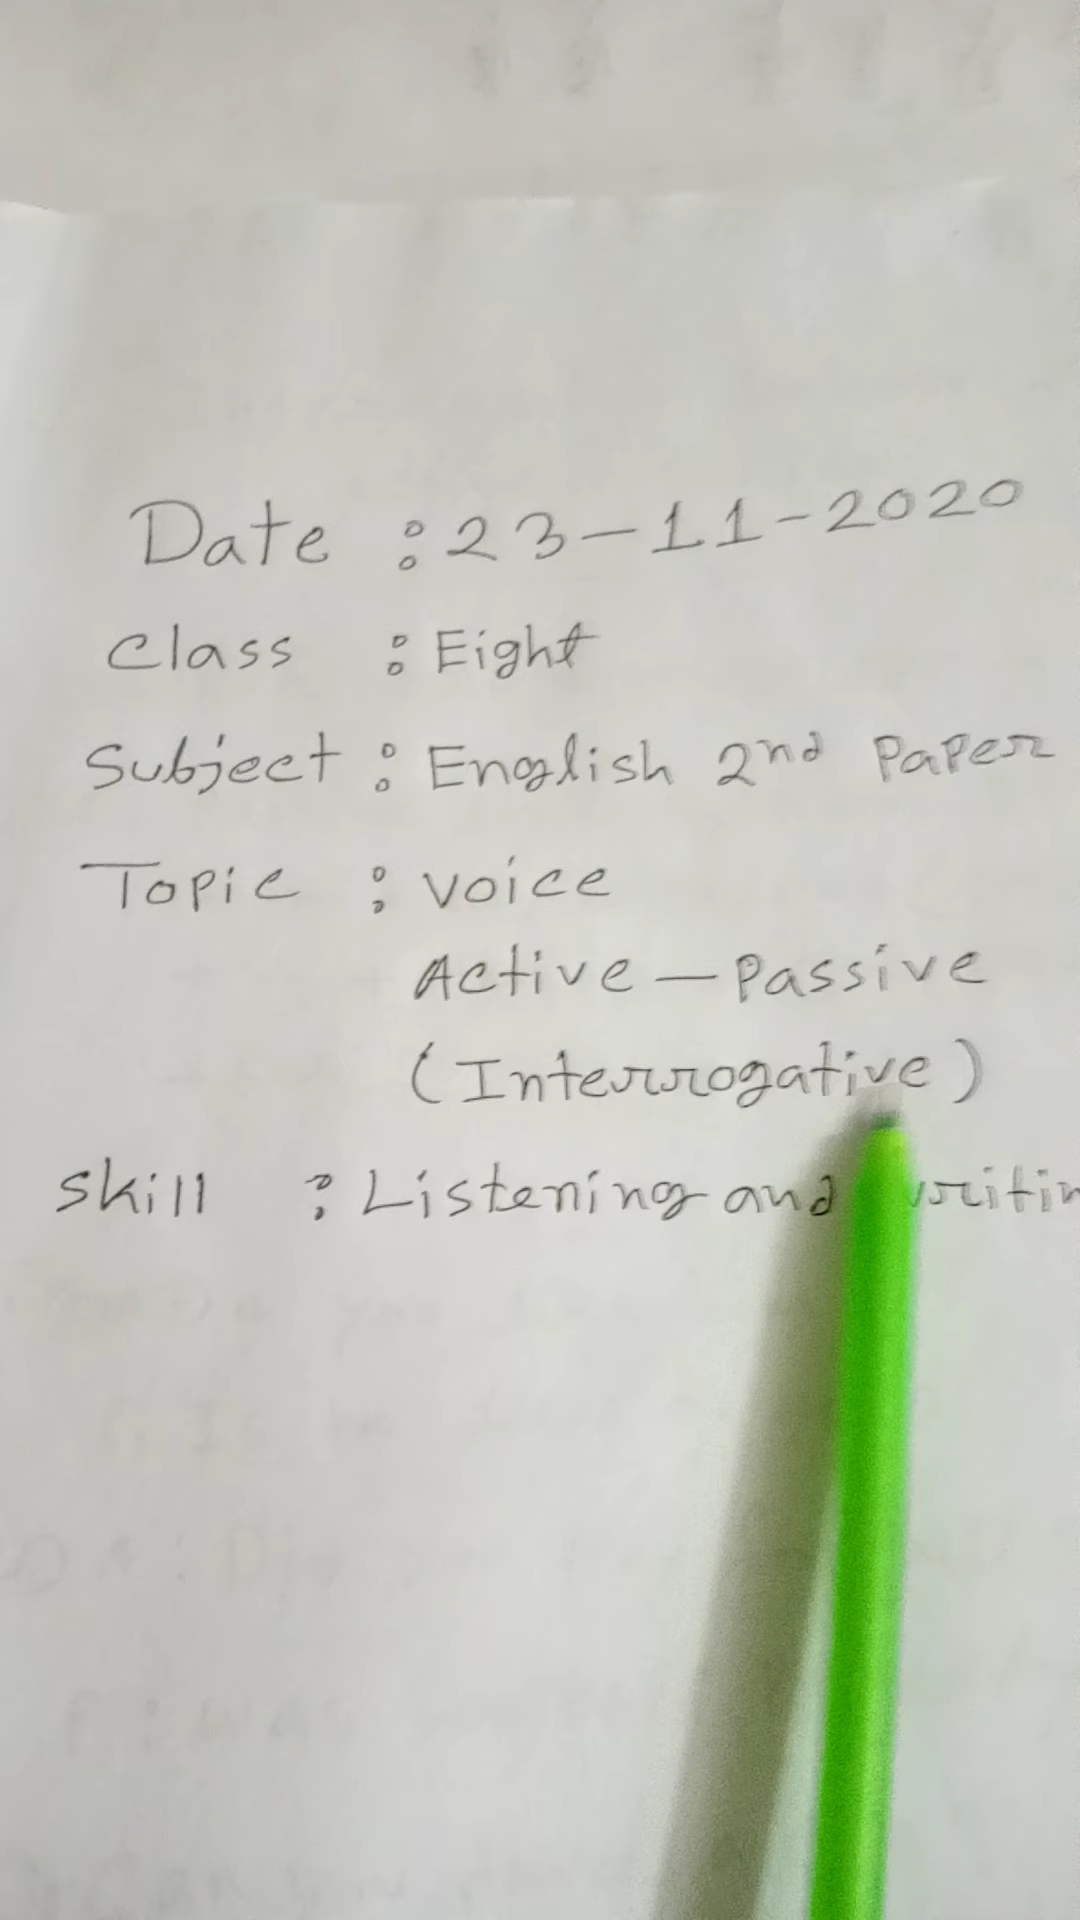 Date : 23-11-2020
Class : Eight
Subject : English 2nd Paper
Topic : voice
Active - Passive
(Interrogative)
Skill : Listening and